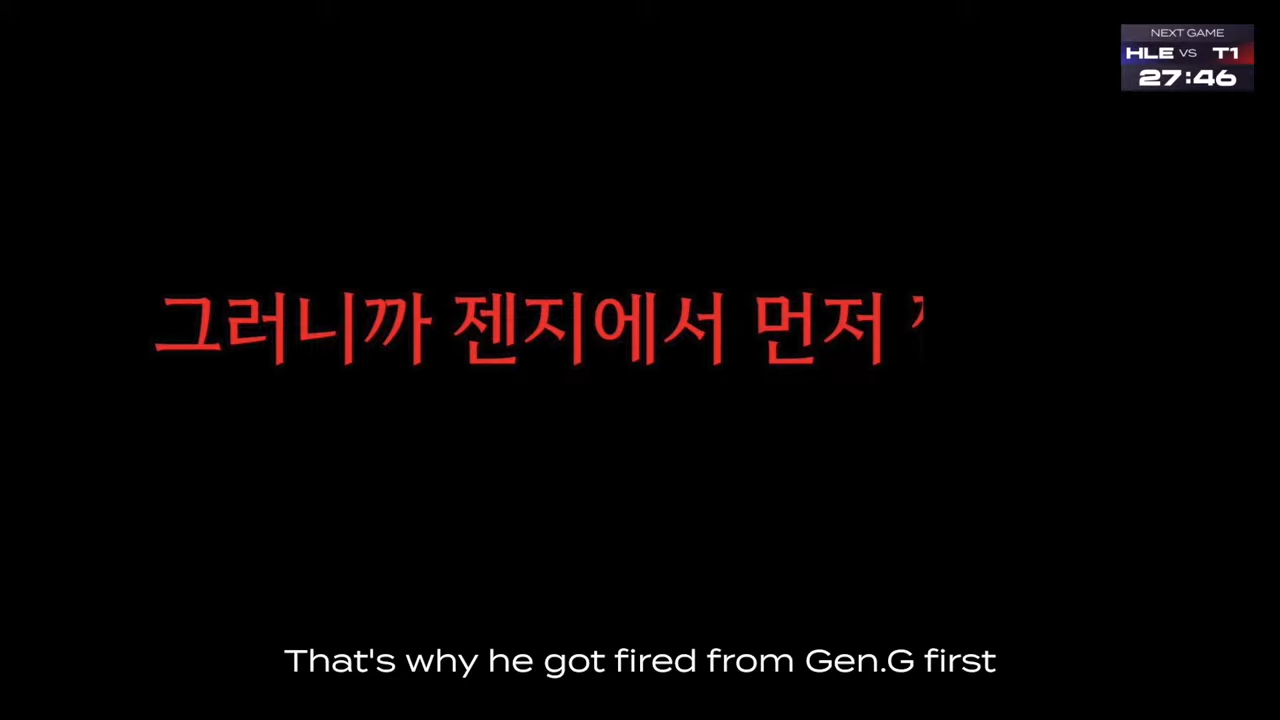 NEXT GAME
HLE VS T1
27:46
그러니까 젠지에서 먼저
That's why he got fired from Gen.G first